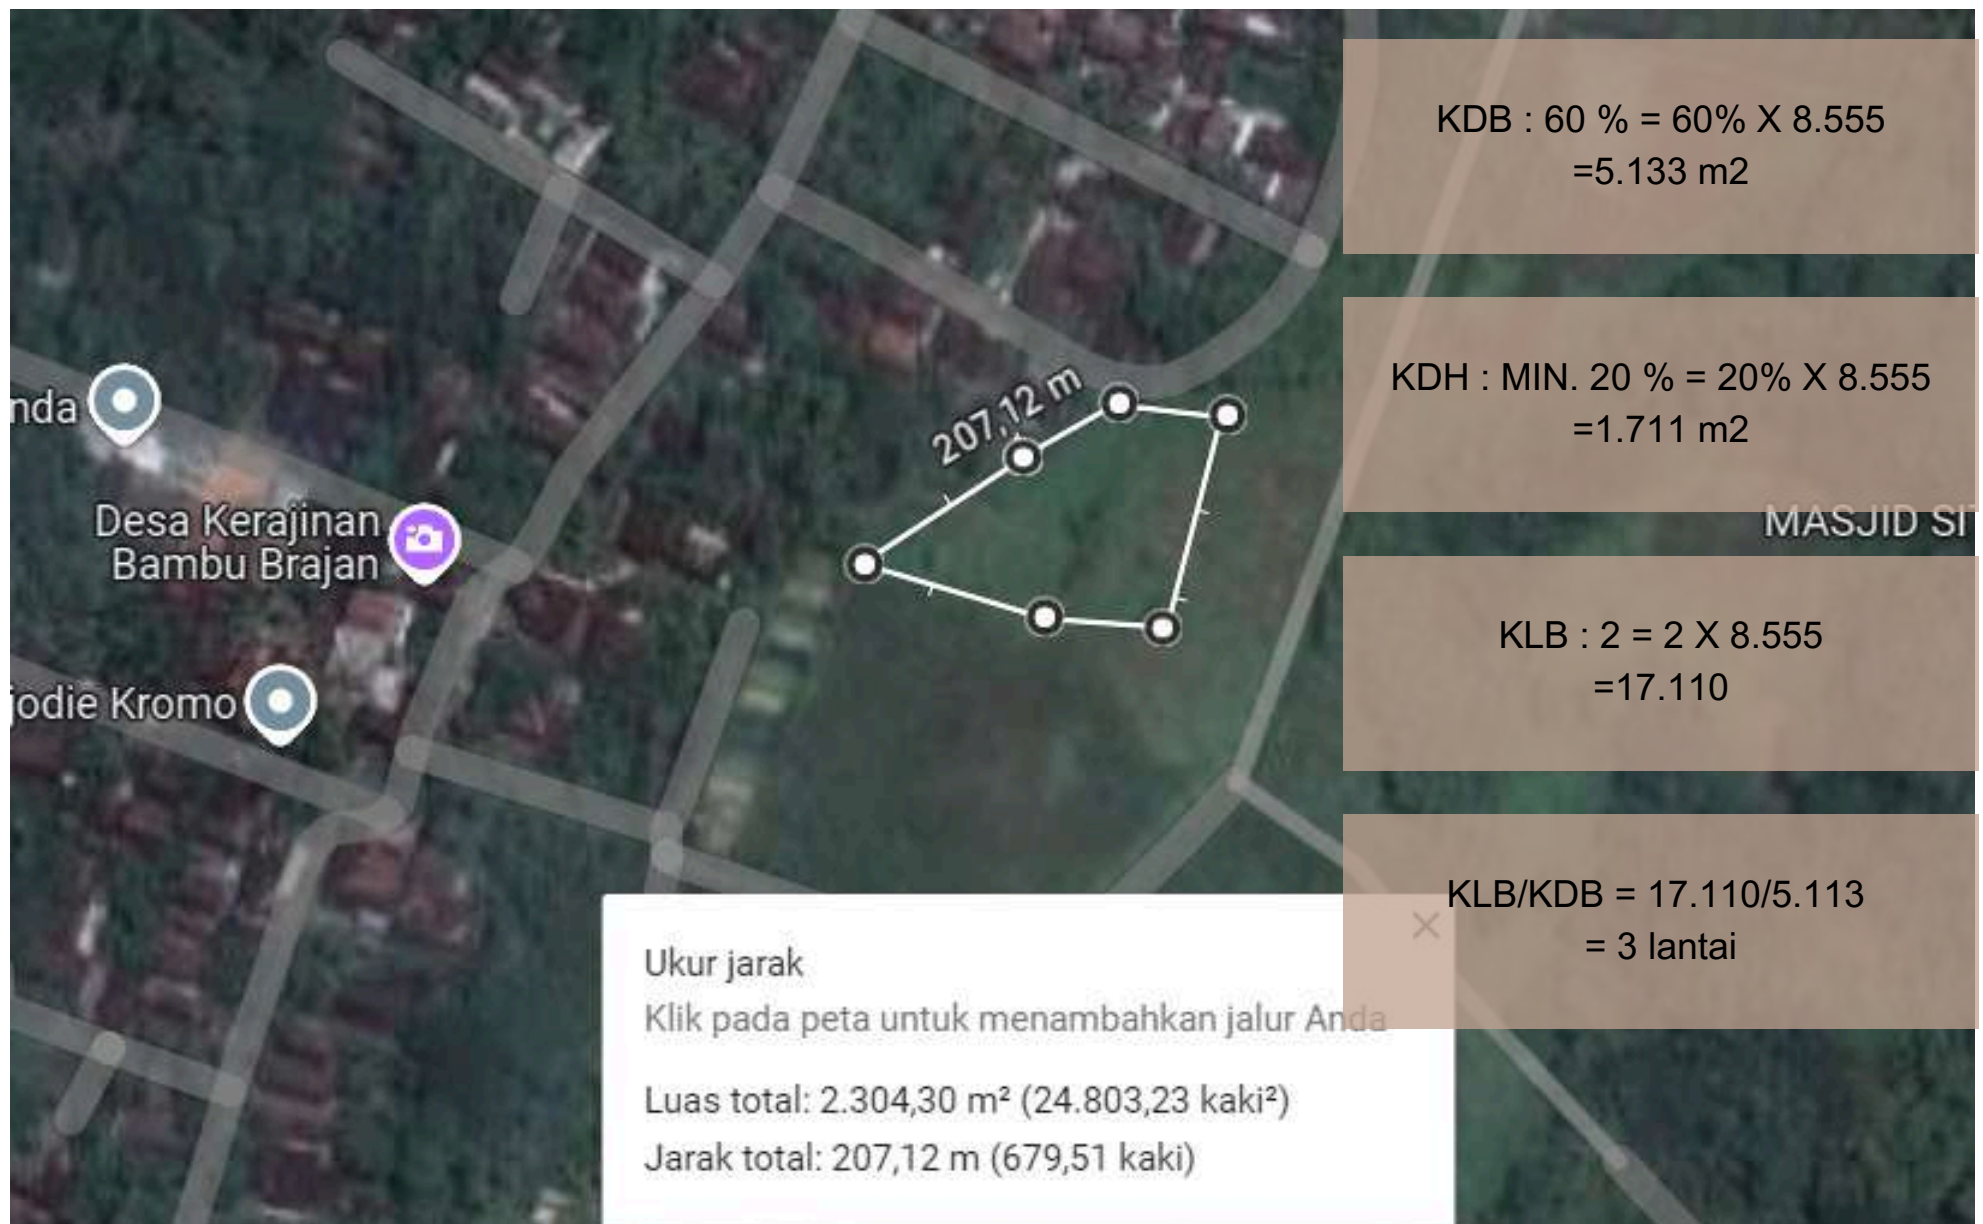 KDB : 60 % = 60% X 8.555
=5.133 m2
KDH : MIN. 20 % = 20% X 8.555
=1.711 m2
KLB : 2 = 2 X 8.555
=17.110
KLB/KDB = 17.110/5.113
= 3 lantai
207,12 m
nda
Desa Kerajinan
Bambu Brajan
jodie Kromo
MASJID SI
Ukur jarak
Klik pada peta untuk menambahkan jalur Anda
Luas total: 2.304,30 m² (24.803,23 kaki²)
Jarak total: 207,12 m (679,51 kaki)